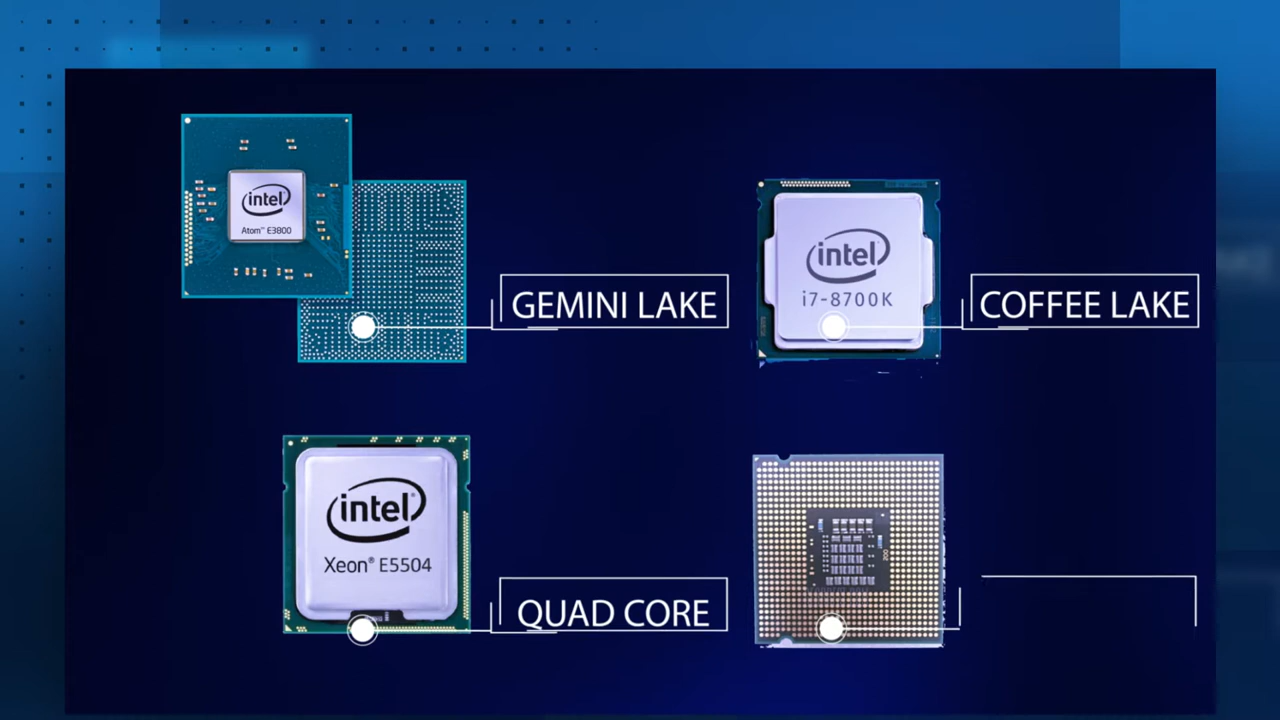 intel
Atom™ E3800
GEMINI LAKE
intel
i7-8700K
COFFEE LAKE
intel®
Xeon® E5504
QUAD CORE